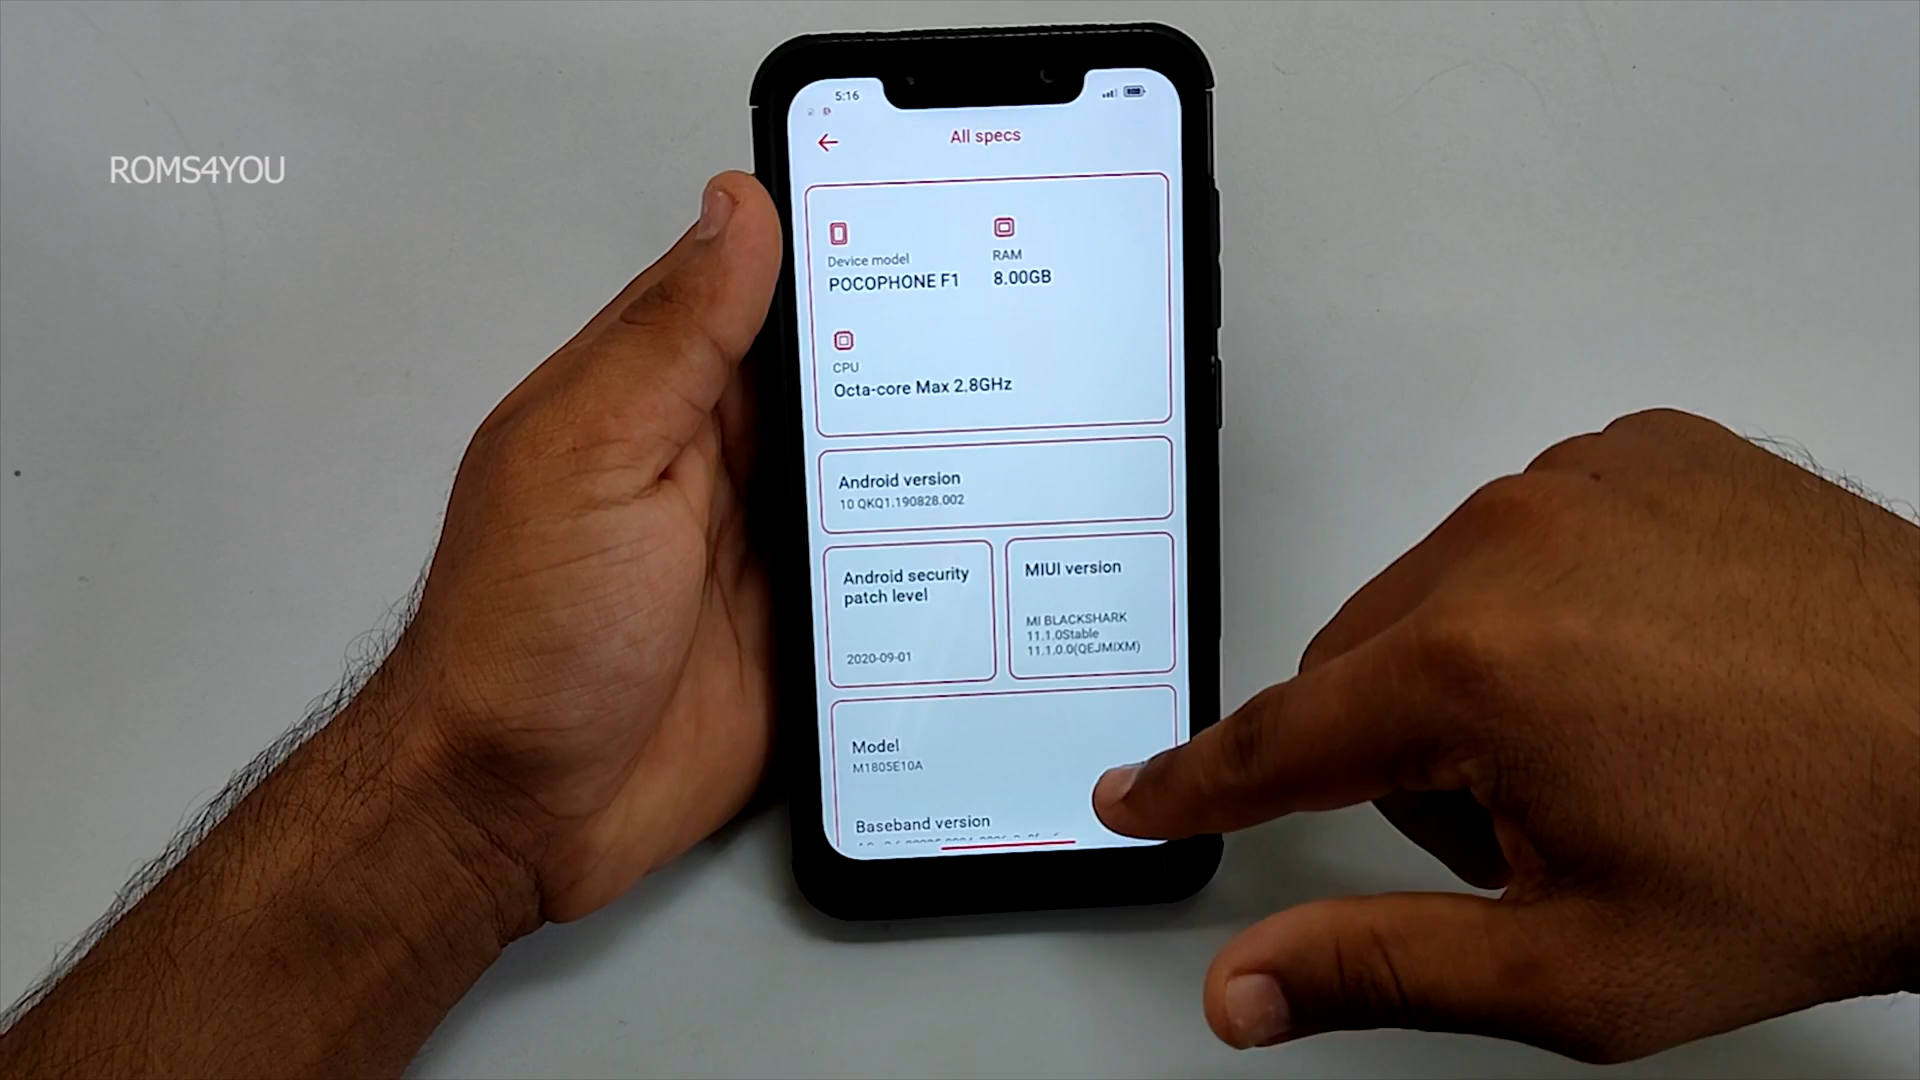 ROMS4YOU
5:16
All specs
Device model
POCOPHONE F1
RAM
8.00GB
CPU
Octa-core Max 2.8GHz
Android version
10 QKQ1.190828.002
Android security
patch level
2020-09-01
MIUI version
MI BLACKSHARK
11.1.0Stable
11.1.0.0(QEJMIXM)
Model
M1805E10A
Baseband version